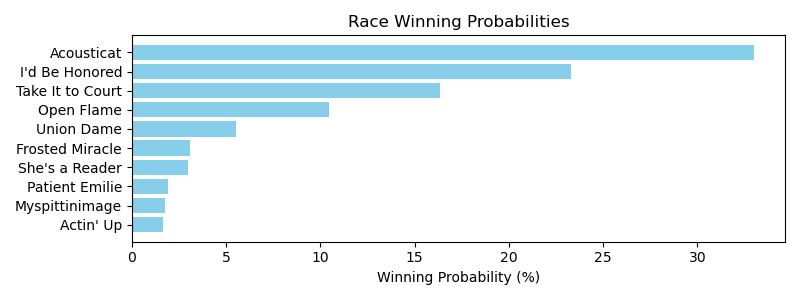 Race Winning Probabilities
Acousticat
I'd Be Honored
Take It to Court
Open Flame
Union Dame
Frosted Miracle
She's a Reader
Patient Emilie
Myspittinimage
Actin' Up
0 5 10 15 20 25 30
Winning Probability (%)